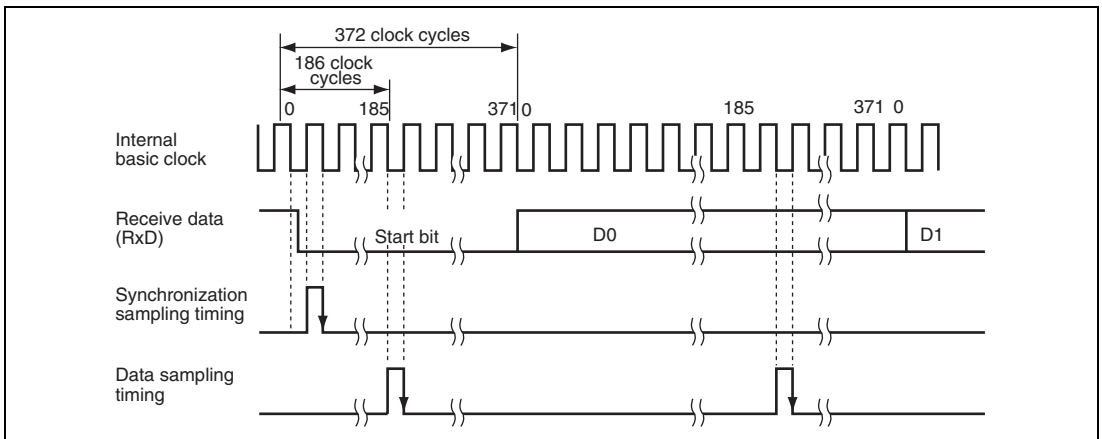 372 clock cycles
186 clock
cycles
0 185 371 0 185 371 0
Internal
basic clock
Receive data
(RxD)
Start bit D0 D1
Synchronization
sampling timing
Data sampling
timing